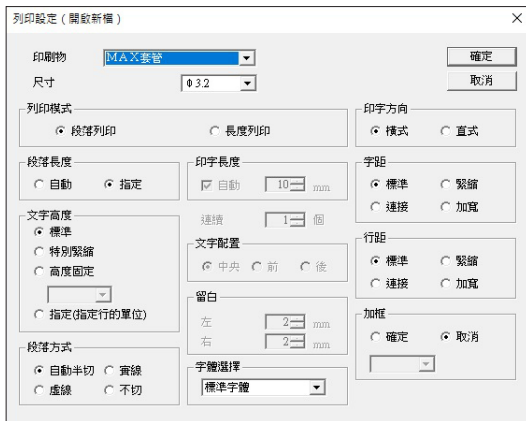 列印設定（開啟新檔）
印刷物 MAX套管
尺寸 Φ3.2
確定
取消
列印模式
段落列印 長度列印
段落長度
自動 指定
文字高度
標準
特別緊縮
高度固定
指定(指定行的單位)
段落方式
自動半切 實線
虛線 不切
印字長度
自動 10 mm
連續 1 個
文字配置
中央 前 後
留白
左 2 mm
右 2 mm
字體選擇
標準字體
印字方向
橫式 直式
字距
標準 緊縮
連接 加寬
行距
標準 緊縮
連接 加寬
加框
確定 取消